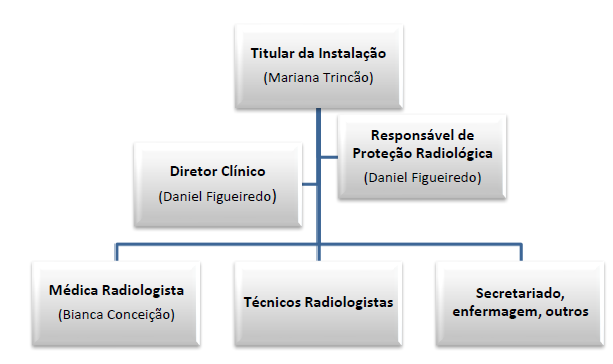 Titular da Instalação
(Mariana Trincão)
Responsável de
Proteção Radiológica
(Daniel Figueiredo)
Diretor Clínico
(Daniel Figueiredo)
Médica Radiologista
(Bianca Conceição)
Técnicos Radiologistas
Secretariado,
enfermagem, outros